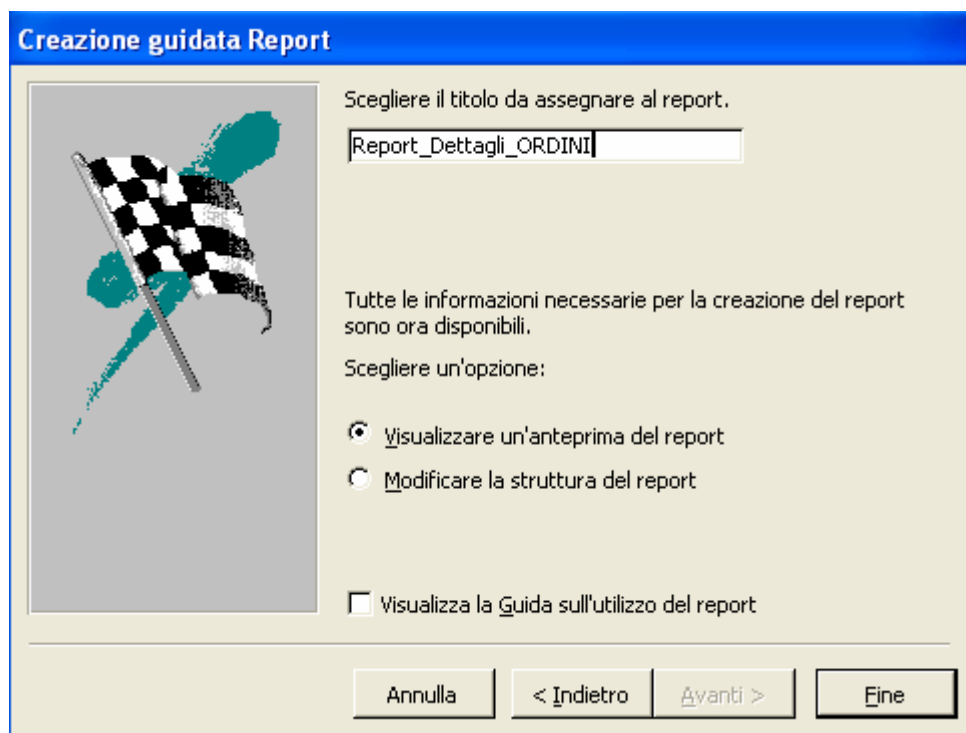 Creazione guidata Report
Scegliere il titolo da assegnare al report.
Report_Dettagli_ORDINI
Tutte le informazioni necessarie per la creazione del report
sono ora disponibili.
Scegliere un'opzione:
Visualizzare un'anteprima del report
Modificare la struttura del report
Visualizza la Guida sull'utilizzo del report
Annulla
< Indietro
Avanti >
Fine